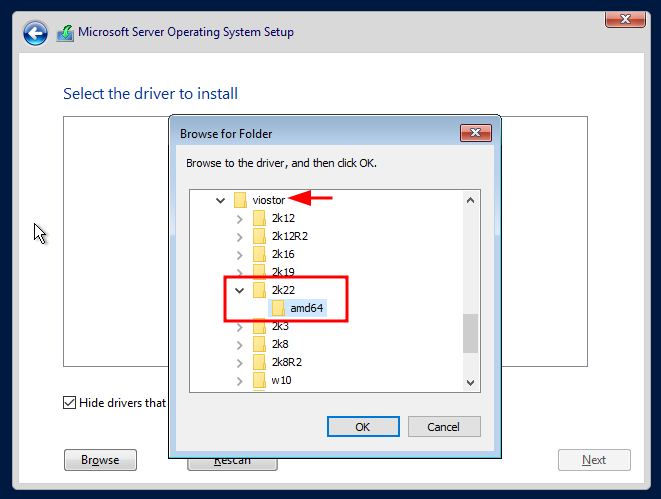 Microsoft Server Operating System Setup
Select the driver to install
Browse for Folder
Browse to the driver, and then click OK.
viostor
2k12
2k12R2
2k16
2k19
2k22
amd64
2k3
2k8
2k8R2
w10
OK
Cancel
Hide drivers that
Browse
Rescan
Next